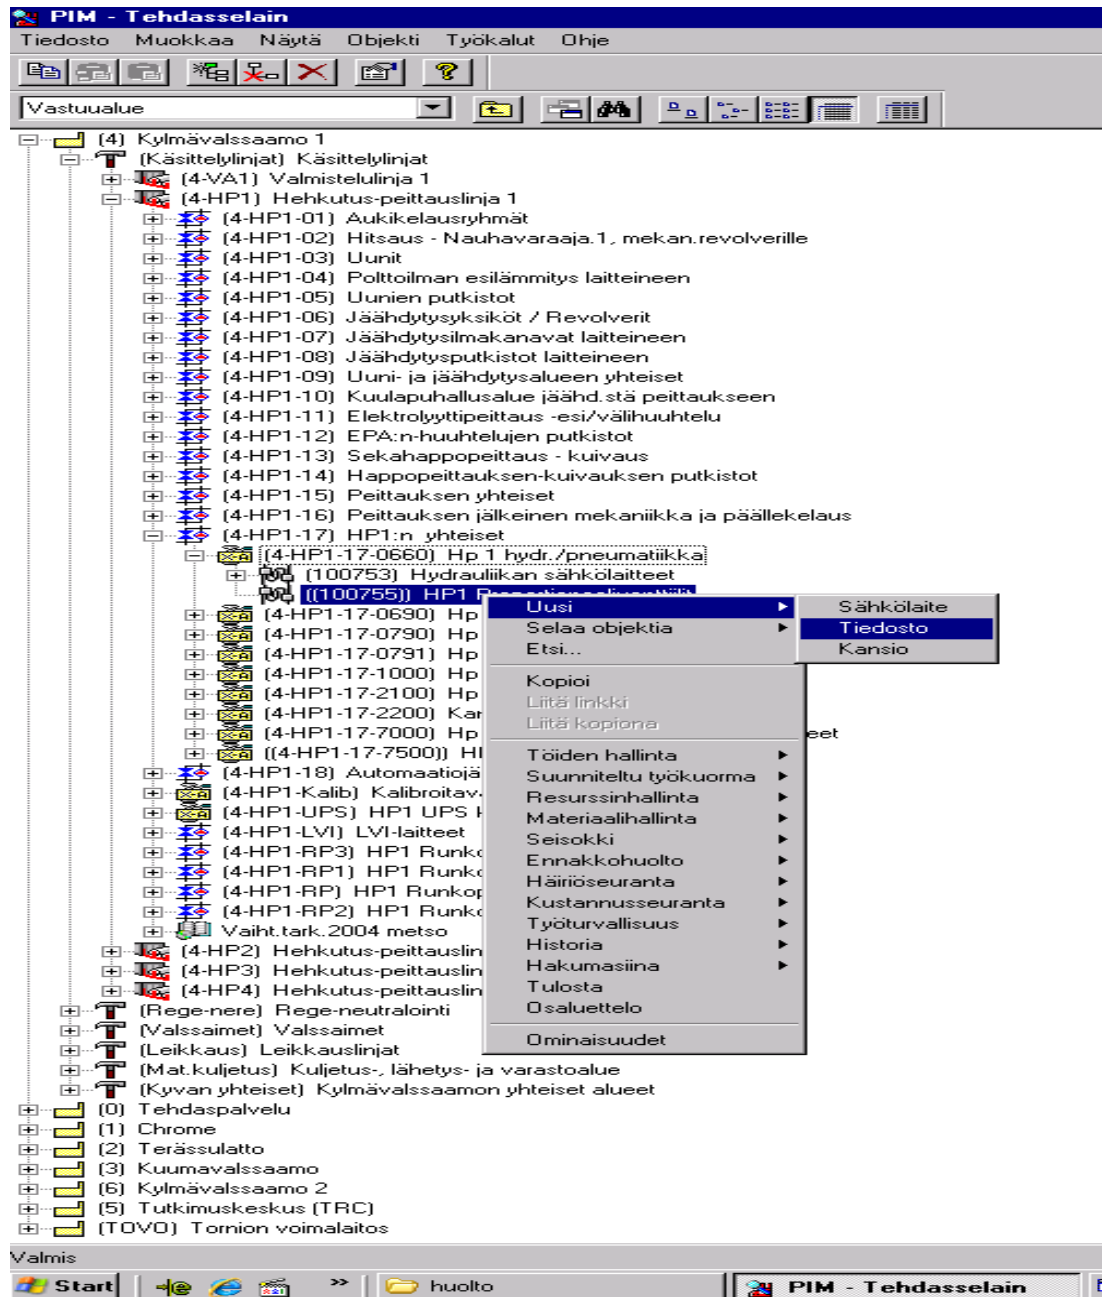 PIM - Tehdasselain
Tiedosto Muokkaa Näytä Objekti Työkalut Ohje
Vastuualue
(4) Kylmävalssaamo 1
(Käsittelylinjat) Käsittelylinjat
(4-VA1) Valmistelulinja 1
(4-HP1) Hehkutus-peittauslinja 1
(4-HP1-01) Aukikelausryhmät
(4-HP1-02) Hitsaus - Nauhavaraaja.1, mekan.revolverille
(4-HP1-03) Uunit
(4-HP1-04) Polttoilman esilämmitys laitteineen
(4-HP1-05) Uunien putkistot
(4-HP1-06) Jäähdytysyksiköt / Revolverit
(4-HP1-07) Jäähdytysilmakanavat laitteineen
(4-HP1-08) Jäähdytysputkistot laitteineen
(4-HP1-09) Uuni- ja jäähdytysalueen yhteiset
(4-HP1-10) Kuulapuhallusalue jäähd.stä peittaukseen
(4-HP1-11) Elektrolyyttipeittaus -esi/välihuuhtelu
(4-HP1-12) EPA:n-huuhtelujen putkistot
(4-HP1-13) Sekahappopeittaus - kuivaus
(4-HP1-14) Happopeittauksen-kuivauksen putkistot
(4-HP1-15) Peittauksen yhteiset
(4-HP1-16) Peittauksen jälkeinen mekaniikka ja päällekelaus
(4-HP1-17) HP1:n yhteiset
(4-HP1-17-0660) Hp 1 hydr./pneumatiikka
(100753) Hydrauliikan sähkölaitteet
((100755)) HP1
(4-HP1-17-0690) Hp
(4-HP1-17-0790) Hp
(4-HP1-17-0791) Hp
(4-HP1-17-1000) Hp
(4-HP1-17-2100) Hp
(4-HP1-17-2200) Kar
(4-HP1-17-7000) Hp eet
((4-HP1-17-7500)) HI
(4-HP1-18) Automaatiojä
(4-HP1-Kalib) Kalibroitav
(4-HP1-UPS) HP1 UPS
(4-HP1-LVI) LVI-laitteet
(4-HP1-RP3) HP1 Runko
(4-HP1-RP1) HP1 Runko
(4-HP1-RP) HP1 Runkop
(4-HP1-RP2) HP1 Runko
Vaiht.tark.2004 metso
(4-HP2) Hehkutus-peittauslin
(4-HP3) Hehkutus-peittauslin
(4-HP4) Hehkutus-peittauslin
(Rege-nere) Rege-neutralointi
(Valssaimet) Valssaimet
(Leikkaus) Leikkauslinjat
(Mat.kuljetus) Kuljetus-, lähetys- ja varastoalue
(Kyvan yhteiset) Kylmävalssaamon yhteiset alueet
(0) Tehdaspalvelu
(1) Chrome
(2) Terässulatto
(3) Kuumavalssaamo
(6) Kylmävalssaamo 2
(5) Tutkimuskeskus (TRC)
(TOVO) Tornion voimalaitos
Uusi
Selaa objektia
Etsi...
Kopioi
Liitä linkki
Liitä kopiona
Töiden hallinta
Suunniteltu työkuorma
Resurssinhallinta
Materiaalihallinta
Seisokki
Ennakkohuolto
Häiriöseuranta
Kustannusseuranta
Työturvallisuus
Historia
Hakumasiina
Tulosta
Osaluettelo
Ominaisuudet
Sähkölaite
Tiedosto
Kansio
Valmis
Start » huolto PIM - Tehdasselain